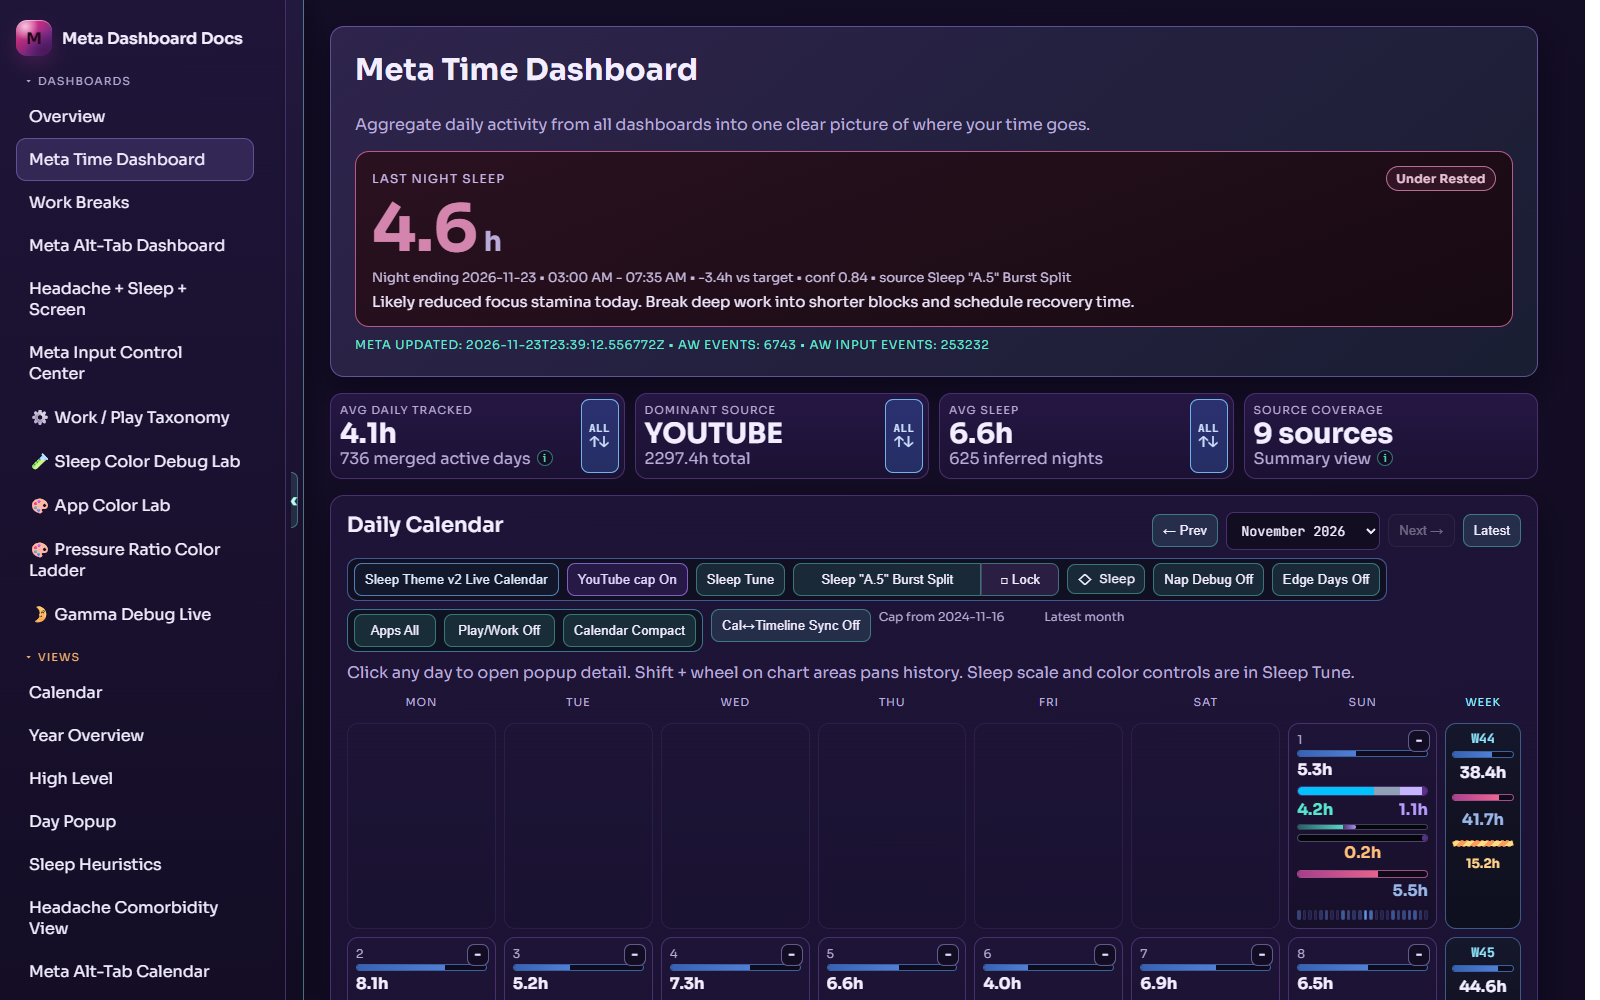 M Meta Dashboard Docs
DASHBOARDS
Overview
Meta Time Dashboard
Work Breaks
Meta Alt-Tab Dashboard
Headache + Sleep +
Screen
Meta Input Control
Center
Work / Play Taxonomy
Sleep Color Debug Lab
App Color Lab
Pressure Ratio Color
Ladder
Gamma Debug Live
VIEWS
Calendar
Year Overview
High Level
Day Popup
Sleep Heuristics
Headache Comorbidity
View
Meta Alt-Tab Calendar
Meta Time Dashboard
Aggregate daily activity from all dashboards into one clear picture of where your time goes.
LAST NIGHT SLEEP
Under Rested
4.6 h
Night ending 2026-11-23 • 03:00 AM - 07:35 AM • -3.4h vs target • conf 0.84 • source Sleep "A.5" Burst Split
Likely reduced focus stamina today. Break deep work into shorter blocks and schedule recovery time.
META UPDATED: 2026-11-23T23:39:12.556772Z • AW EVENTS: 6743 • AW INPUT EVENTS: 253232
AVG DAILY TRACKED
4.1h
736 merged active days i
ALL
↑↓
DOMINANT SOURCE
YOUTUBE
2297.4h total
ALL
↑↓
AVG SLEEP
6.6h
625 inferred nights
ALL
↑↓
SOURCE COVERAGE
9 sources
Summary view i
Daily Calendar
← Prev November 2026 Next → Latest
Sleep Theme v2 Live Calendar YouTube cap On Sleep Tune Sleep "A.5" Burst Split Lock ◇ Sleep Nap Debug Off Edge Days Off
Apps All Play/Work Off Calendar Compact Cal↔Timeline Sync Off Cap from 2024-11-16 Latest month
Click any day to open popup detail. Shift + wheel on chart areas pans history. Sleep scale and color controls are in Sleep Tune.
MON TUE WED THU FRI SAT SUN WEEK
1 -
5.3h
4.2h 1.1h
0.2h
5.5h
W44
38.4h
41.7h
15.2h
2 - 3 - 4 - 5 - 6 - 7 - 8 - W45
8.1h 5.2h 7.3h 6.6h 4.0h 6.9h 6.5h 44.6h